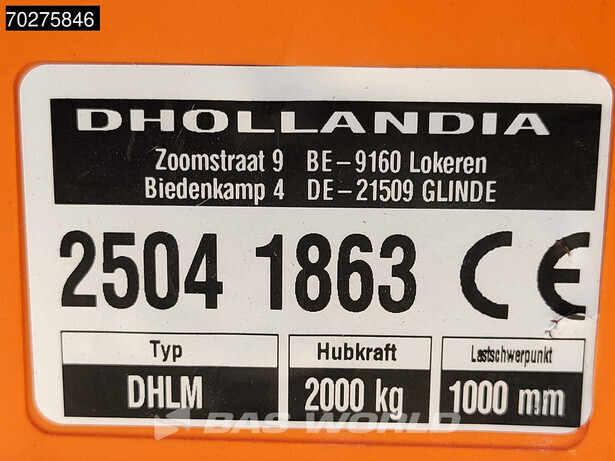 70275846
DHOLLANDIA
Zoomstraat 9 BE-9160 Lokeren
Biedenkamp 4 DE-21509 GLINDE
2504 1863 CE
Typ Hubkraft Lastschwerpunkt
DHLM 2000 kg 1000 mm
BAS WORLD